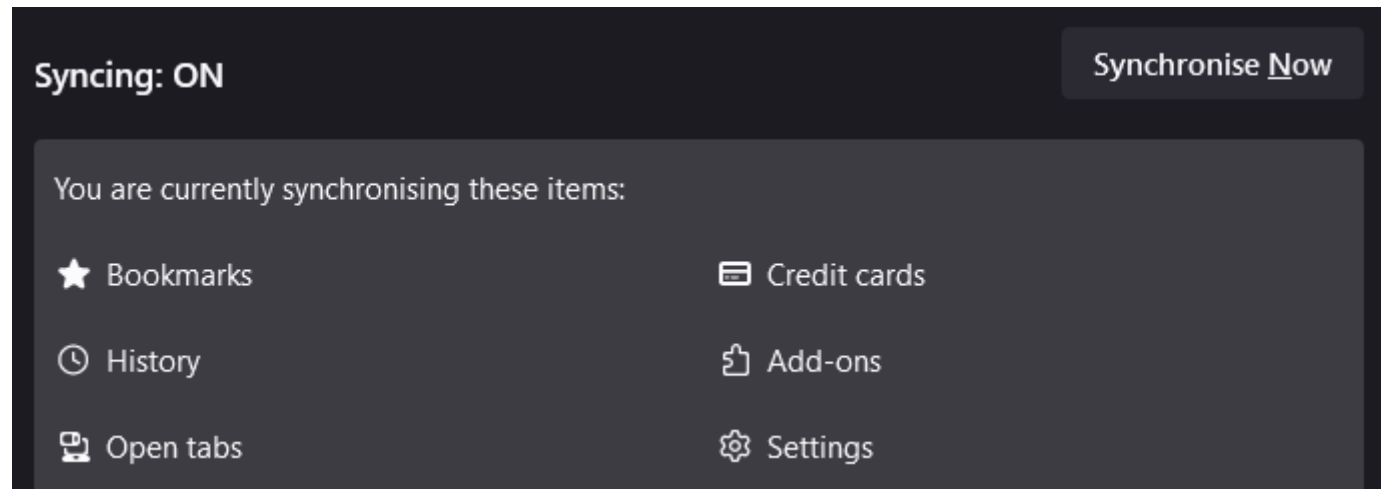 Syncing: ON
Synchronise Now
You are currently synchronising these items:
Bookmarks
Credit cards
History
Add-ons
Open tabs
Settings